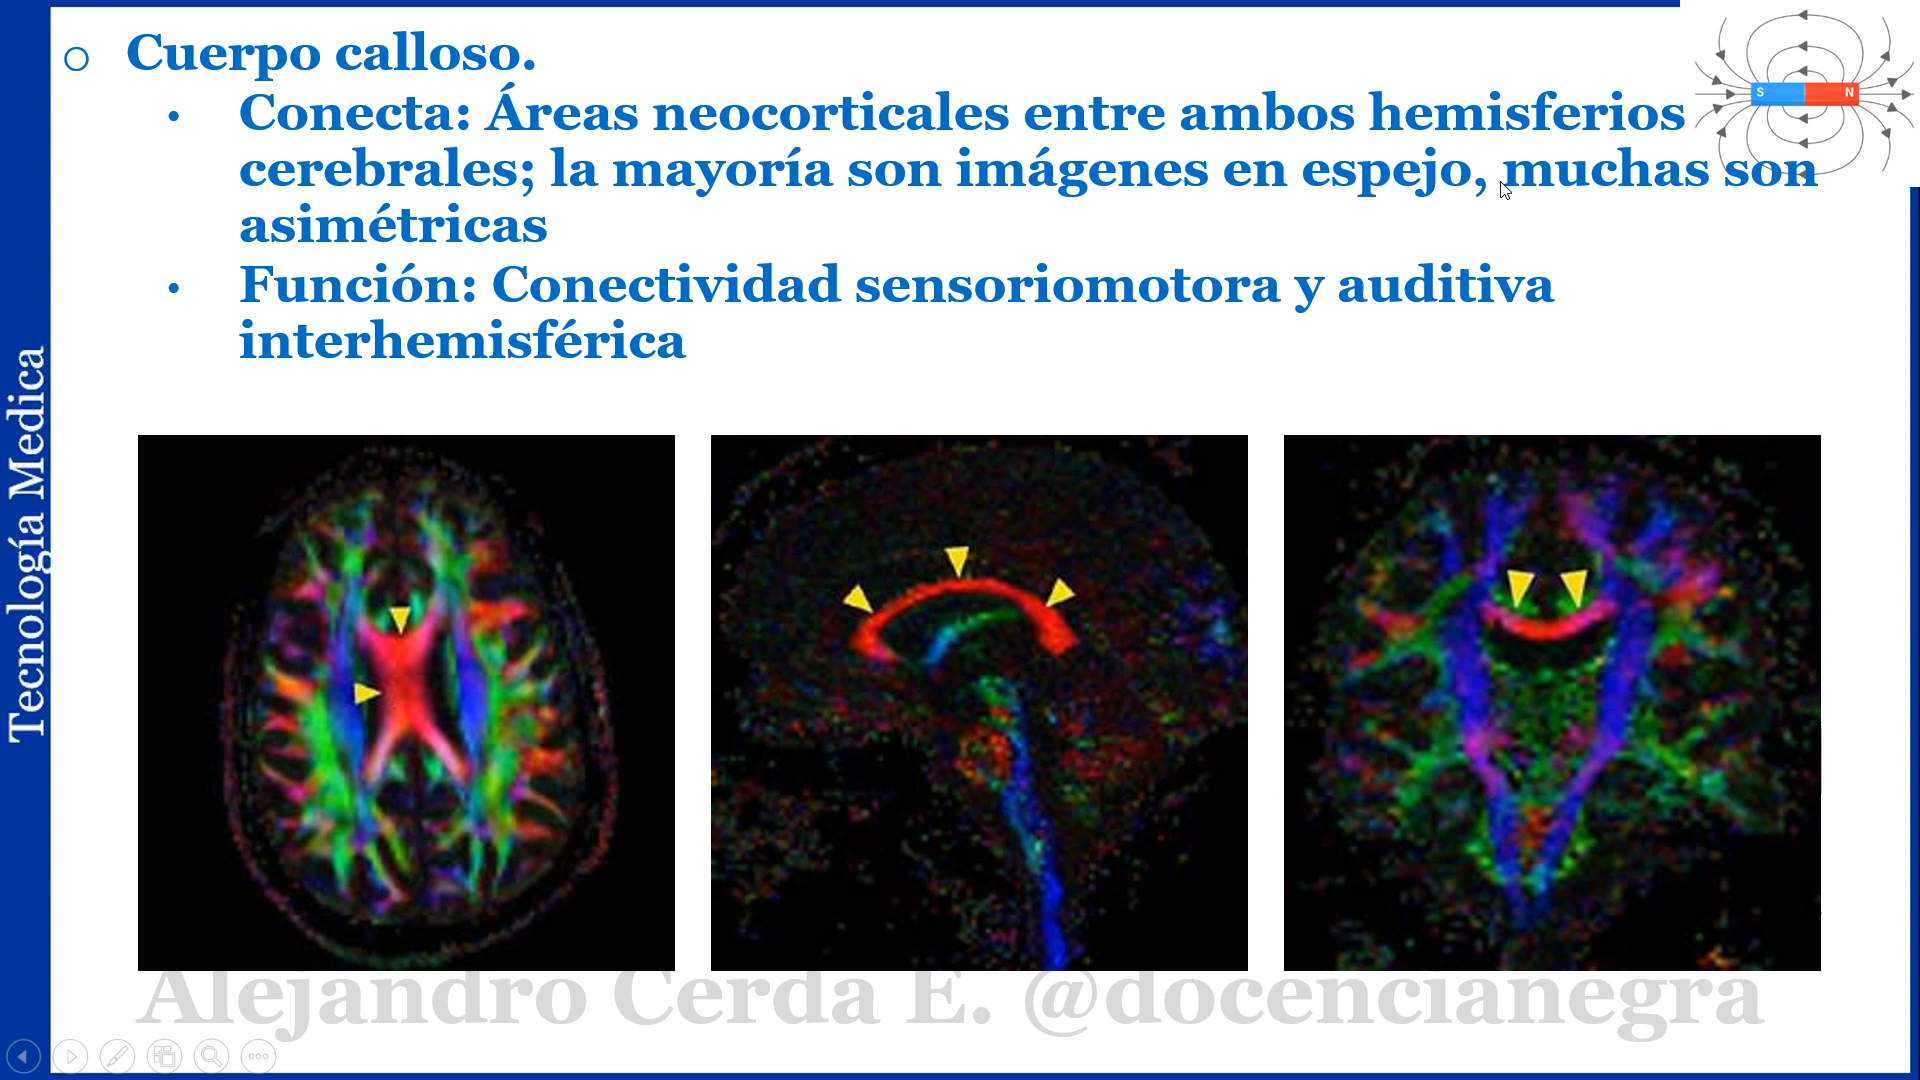 Cuerpo calloso.
Conecta: Áreas neocorticales entre ambos hemisferios
cerebrales; la mayoría son imágenes en espejo, muchas son
asimétricas
Función: Conectividad sensoriomotora y auditiva
interhemisférica
S N
Tecnología Medica
Alejandro Cerda E. @docencianegra